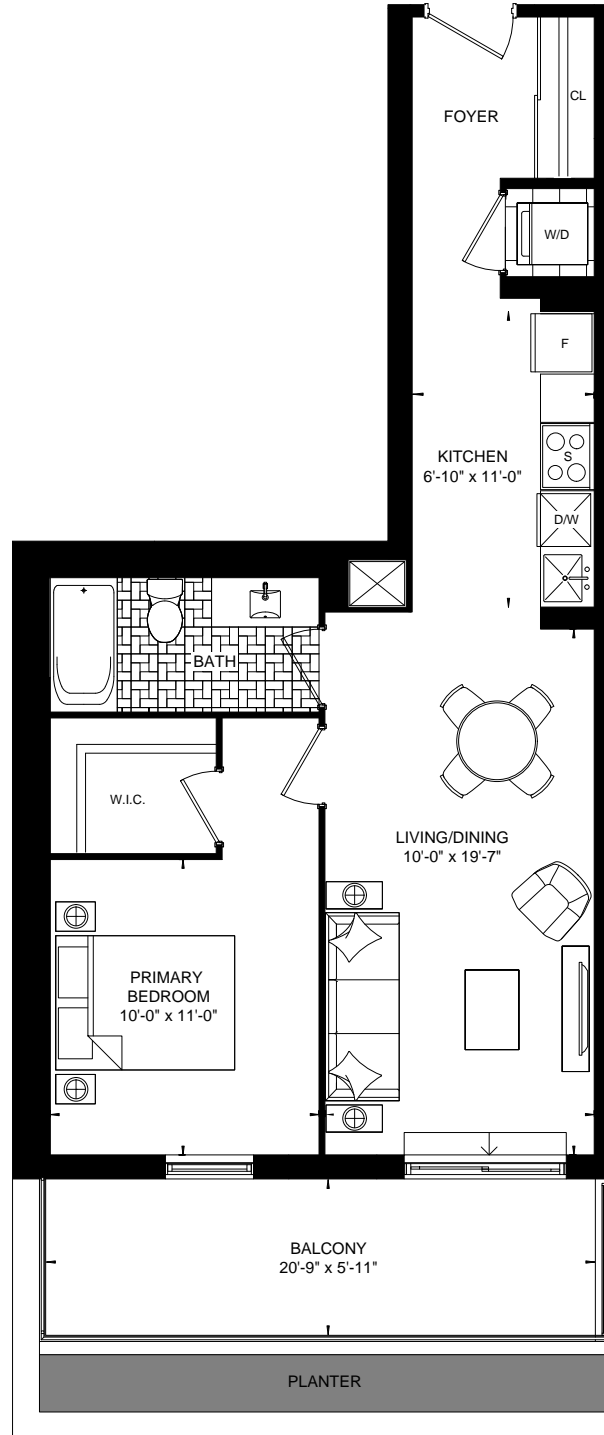 CL
FOYER
W/D
F
KITCHEN
6'-10" x 11'-0"
S
D/W
BATH
W.I.C.
LIVING/DINING
10'-0" x 19'-7"
PRIMARY
BEDROOM
10'-0" x 11'-0"
BALCONY
20'-9" x 5'-11"
PLANTER